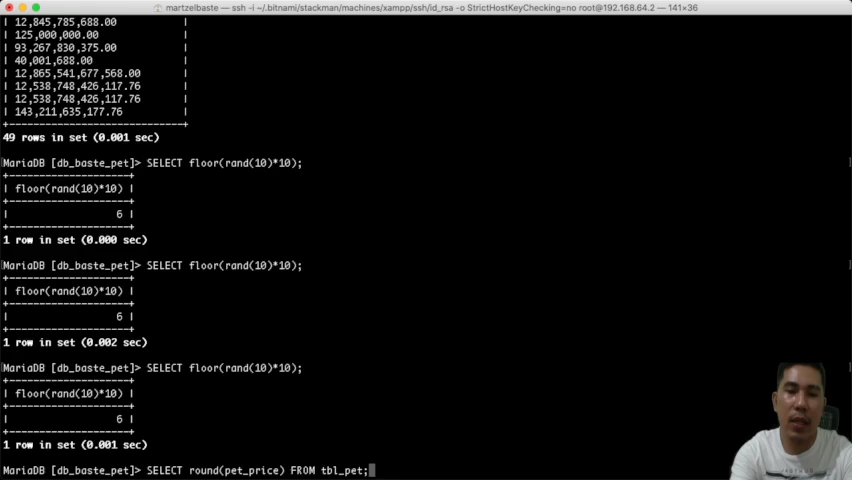 martzelbaste — ssh -i ~/.bitnami/stackman/machines/xampp/ssh/id_rsa -o StrictHostKeyChecking=no root@192.168.64.2 — 141×36
| 12,845,785,688.00 |
| 125,000,000.00 |
| 93,267,830,375.00 |
| 40,001,688.00 |
| 12,865,541,677,568.00 |
| 12,538,748,426,117.76 |
| 12,538,748,426,117.76 |
| 143,211,635,177.76 |
+-----------------------------+
49 rows in set (0.001 sec)
MariaDB [db_baste_pet]> SELECT floor(rand(10)*10);
+--------------------+
| floor(rand(10)*10) |
+--------------------+
| 6 |
+--------------------+
1 row in set (0.000 sec)
MariaDB [db_baste_pet]> SELECT floor(rand(10)*10);
+--------------------+
| floor(rand(10)*10) |
+--------------------+
| 6 |
+--------------------+
1 row in set (0.002 sec)
MariaDB [db_baste_pet]> SELECT floor(rand(10)*10);
+--------------------+
| floor(rand(10)*10) |
+--------------------+
| 6 |
+--------------------+
1 row in set (0.001 sec)
MariaDB [db_baste_pet]> SELECT round(pet_price) FROM tbl_pet;